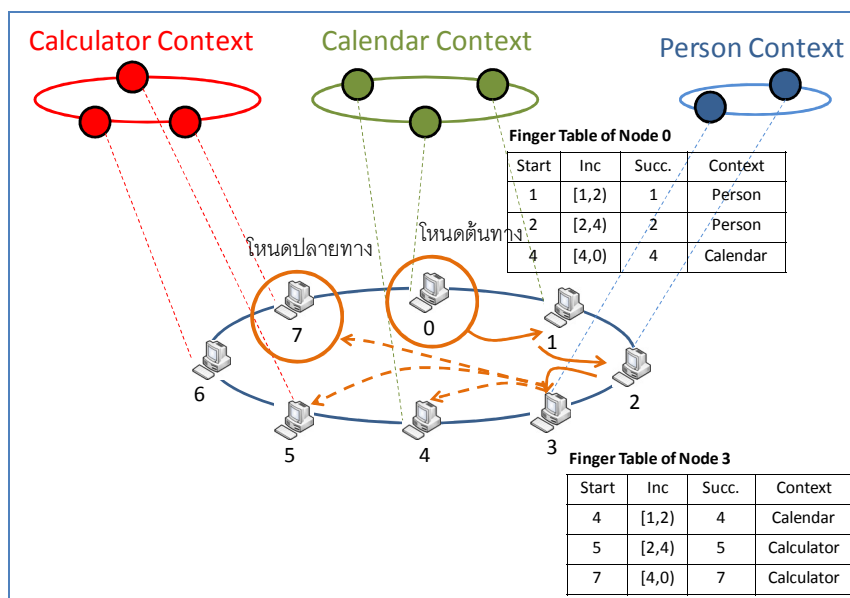 Calculator Context
Calendar Context
Person Context
Finger Table of Node 0
Start Inc Succ. Context
1 [1,2) 1 Person
2 [2,4) 2 Person
4 [4,0) 4 Calendar
โหนดปลายทาง
โหนดต้นทาง
7
0
1
6
2
5
4
3
Finger Table of Node 3
Start Inc Succ. Context
4 [1,2) 4 Calendar
5 [2,4) 5 Calculator
7 [4,0) 7 Calculator